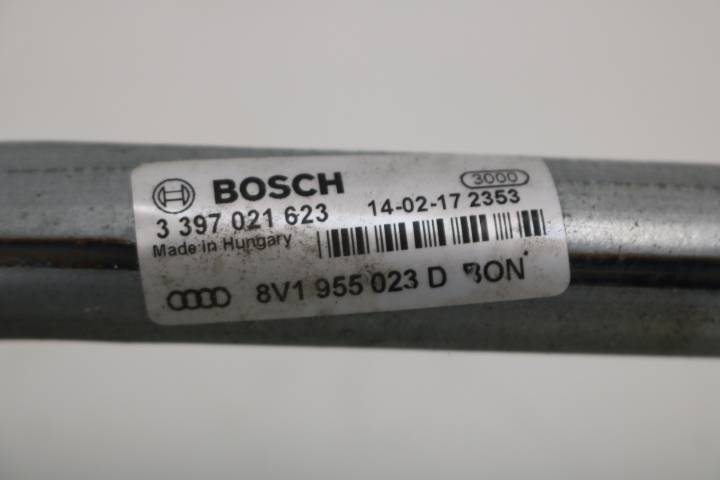 BOSCH 3000
3 397 021 623 14-02-17 2353
Made in Hungary
8V1 955 023 D